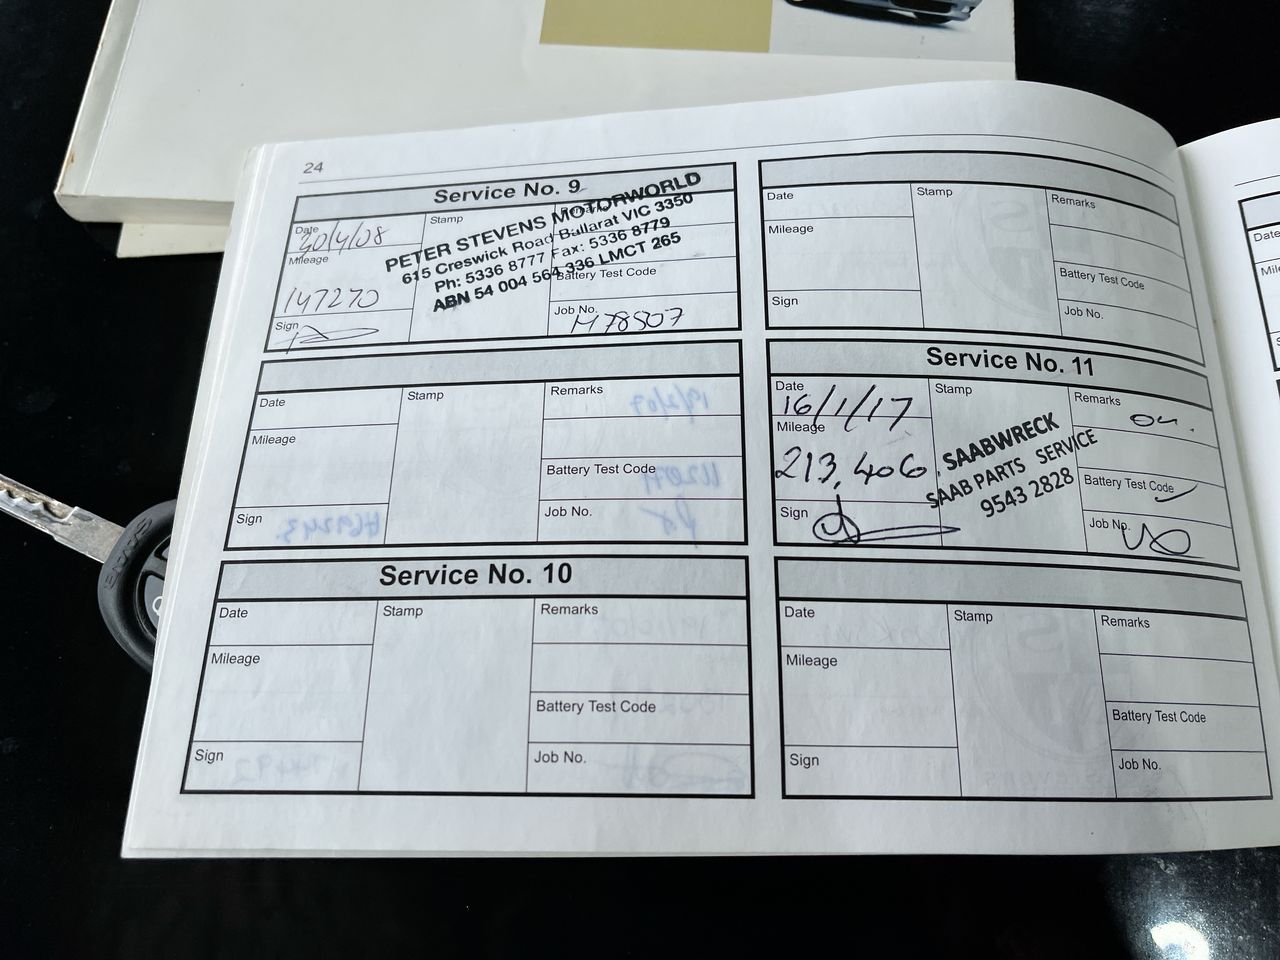 24
Service No. 9
Date
30/4/08
Mileage
147270
Sign
Stamp
PETER STEVENS MOTORWORLD
615 Creswick Road Ballarat VIC 3350
Ph: 5336 8777 Fax: 5336 8779
ABN 54 004 564 336 LMCT 265
Remarks
Battery Test Code
Job No.
M78507
Date
Mileage
Sign
Stamp
Remarks
Battery Test Code
Job No.
Service No. 10
Date
Mileage
Sign
Stamp
Remarks
Battery Test Code
Job No.
Date
Mileage
Sign
Stamp
Remarks
Battery Test Code
Job No.
Service No. 11
Date
16/1/17
Mileage
213,406
Sign
Stamp
SAABWRECK
SAAB PARTS SERVICE
9543 2828
Remarks
Battery Test Code
Job No.
Date
Mileage
Sign
Stamp
Remarks
Battery Test Code
Job No.
Date